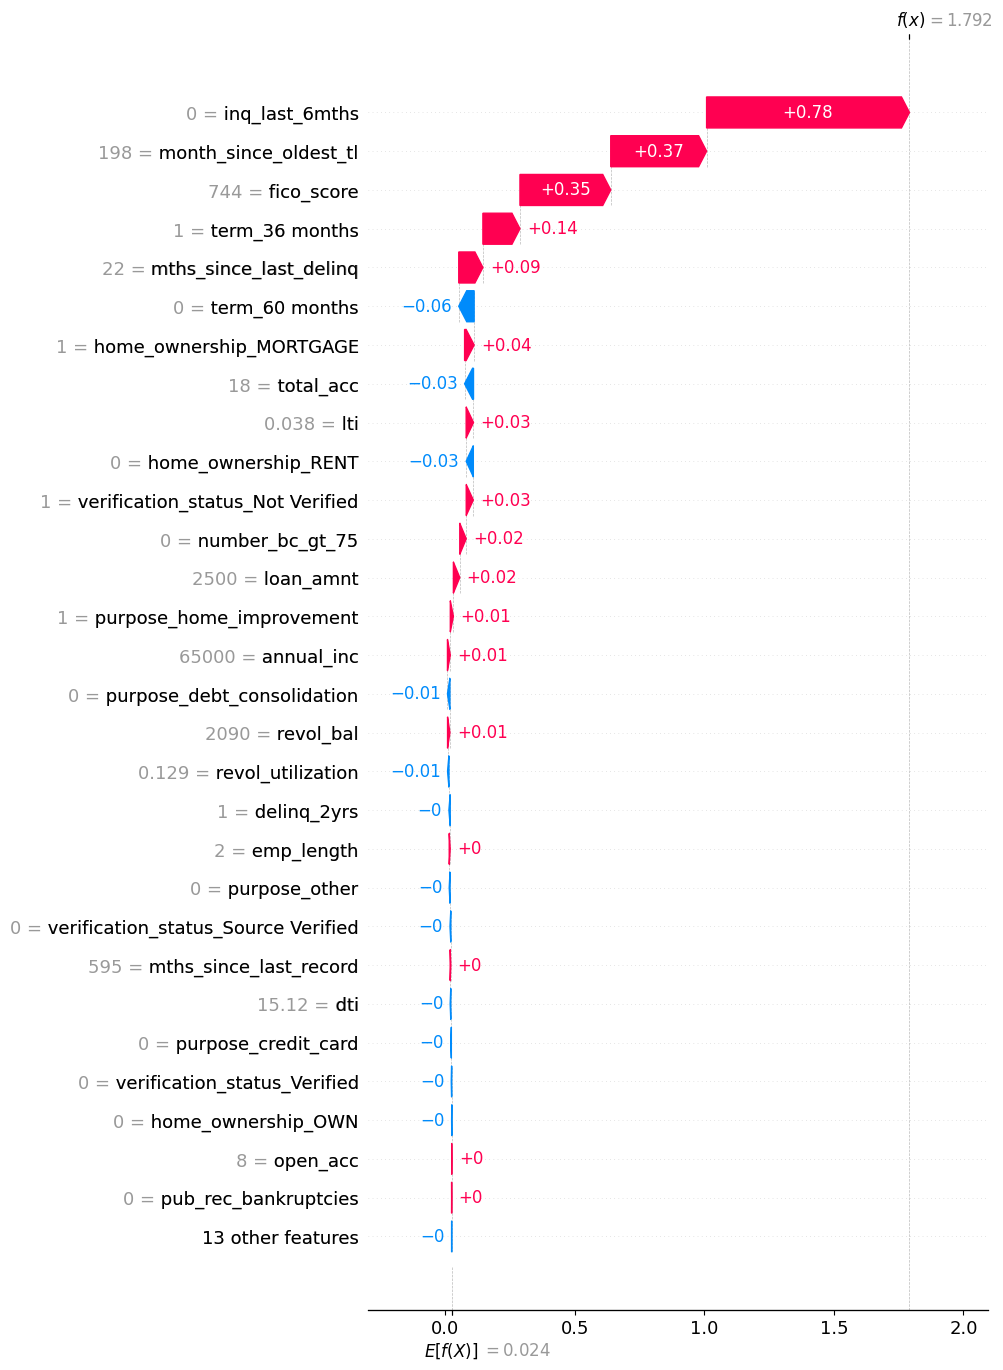 f(x) = 1.792
0 = inq_last_6mths +0.78
198 = month_since_oldest_tl +0.37
744 = fico_score +0.35
1 = term_36 months +0.14
22 = mths_since_last_delinq +0.09
0 = term_60 months −0.06
1 = home_ownership_MORTGAGE +0.04
18 = total_acc −0.03
0.038 = lti +0.03
0 = home_ownership_RENT −0.03
1 = verification_status_Not Verified +0.03
0 = number_bc_gt_75 +0.02
2500 = loan_amnt +0.02
1 = purpose_home_improvement +0.01
65000 = annual_inc +0.01
0 = purpose_debt_consolidation −0.01
2090 = revol_bal +0.01
0.129 = revol_utilization −0.01
1 = delinq_2yrs −0
2 = emp_length +0
0 = purpose_other −0
0 = verification_status_Source Verified −0
595 = mths_since_last_record +0
15.12 = dti −0
0 = purpose_credit_card −0
0 = verification_status_Verified −0
0 = home_ownership_OWN −0
8 = open_acc +0
0 = pub_rec_bankruptcies +0
13 other features −0
0.0 0.5 1.0 1.5 2.0
E[f(X)] = 0.024